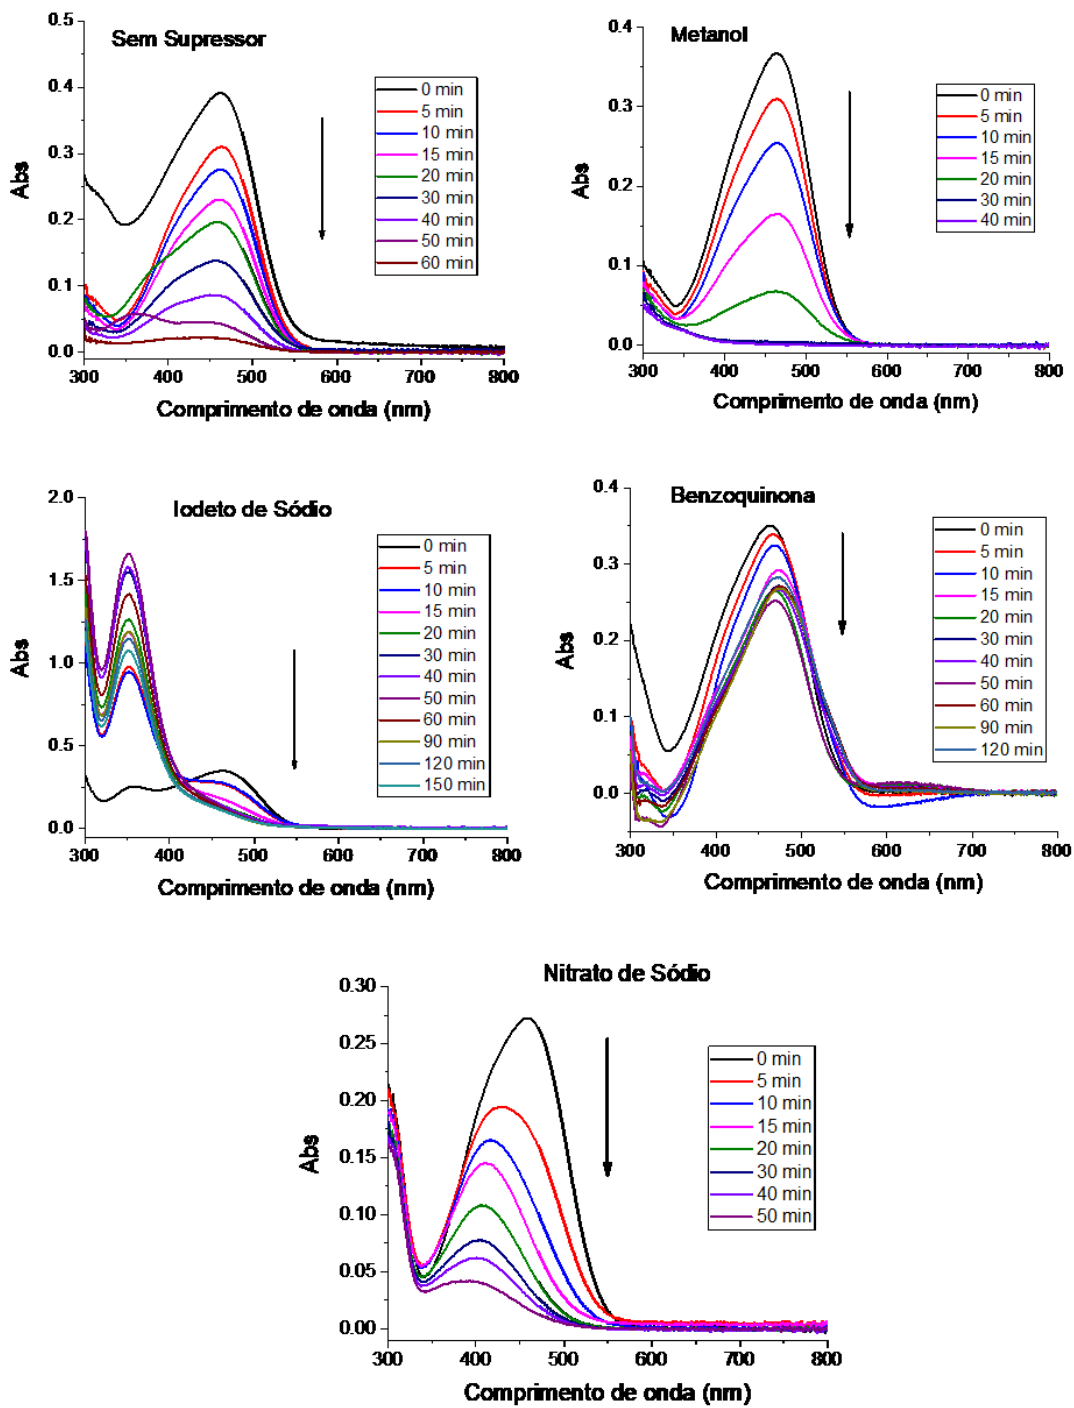 Sem Supressor
0.5
0.4
0.3
0.2
0.1
0.0
Abs
300 400 500 600 700 800
Comprimento de onda (nm)
0 min
5 min
10 min
15 min
20 min
30 min
40 min
50 min
60 min
Metanol
0.4
0.3
0.2
0.1
0.0
Abs
300 400 500 600 700 800
Comprimento de onda (nm)
0 min
5 min
10 min
15 min
20 min
30 min
40 min
Iodeto de Sódio
2.0
1.5
1.0
0.5
0.0
Abs
300 400 500 600 700 800
Comprimento de onda (nm)
0 min
5 min
10 min
15 min
20 min
30 min
40 min
50 min
60 min
90 min
120 min
150 min
Benzoquinona
0.4
0.3
0.2
0.1
0.0
Abs
300 400 500 600 700 800
Comprimento de onda (nm)
0 min
5 min
10 min
15 min
20 min
30 min
40 min
50 min
60 min
90 min
120 min
Nitrato de Sódio
0.30
0.25
0.20
0.15
0.10
0.05
0.00
Abs
300 400 500 600 700 800
Comprimento de onda (nm)
0 min
5 min
10 min
15 min
20 min
30 min
40 min
50 min